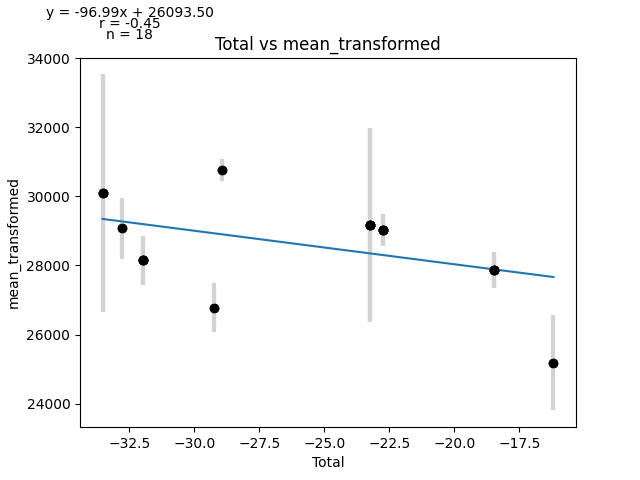 y = -96.99x + 26093.50
r = -0.45
n = 18
Total vs mean_transformed
34000
32000
30000
28000
26000
24000
mean_transformed
−32.5
−30.0
−27.5
−25.0
−22.5
−20.0
−17.5
Total